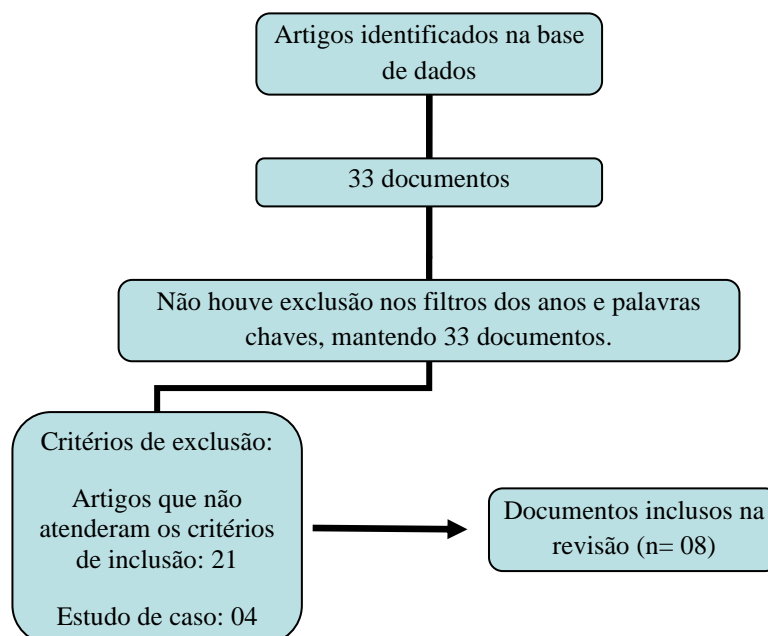 Artigos identificados na base
de dados
33 documentos
Não houve exclusão nos filtros dos anos e palavras
chaves, mantendo 33 documentos.
Critérios de exclusão:
Artigos que não
atenderam os critérios
de inclusão: 21
Estudo de caso: 04
Documentos inclusos na
revisão (n= 08)